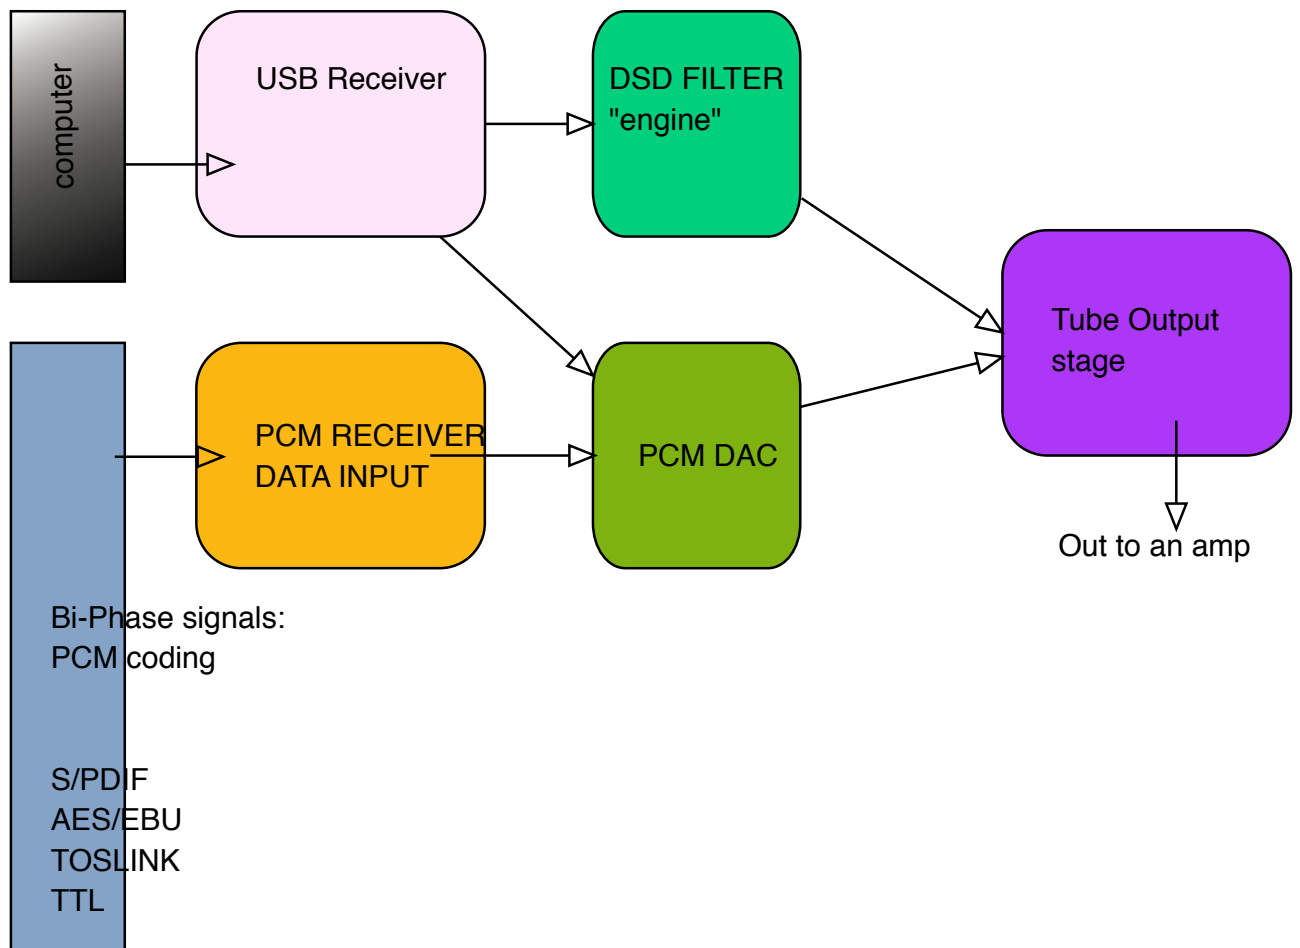 computer
USB Receiver
DSD FILTER
"engine"
Tube Output
stage
PCM RECEIVER
DATA INPUT
PCM DAC
Out to an amp
Bi-Phase signals:
PCM coding
S/PDIF
AES/EBU
TOSLINK
TTL